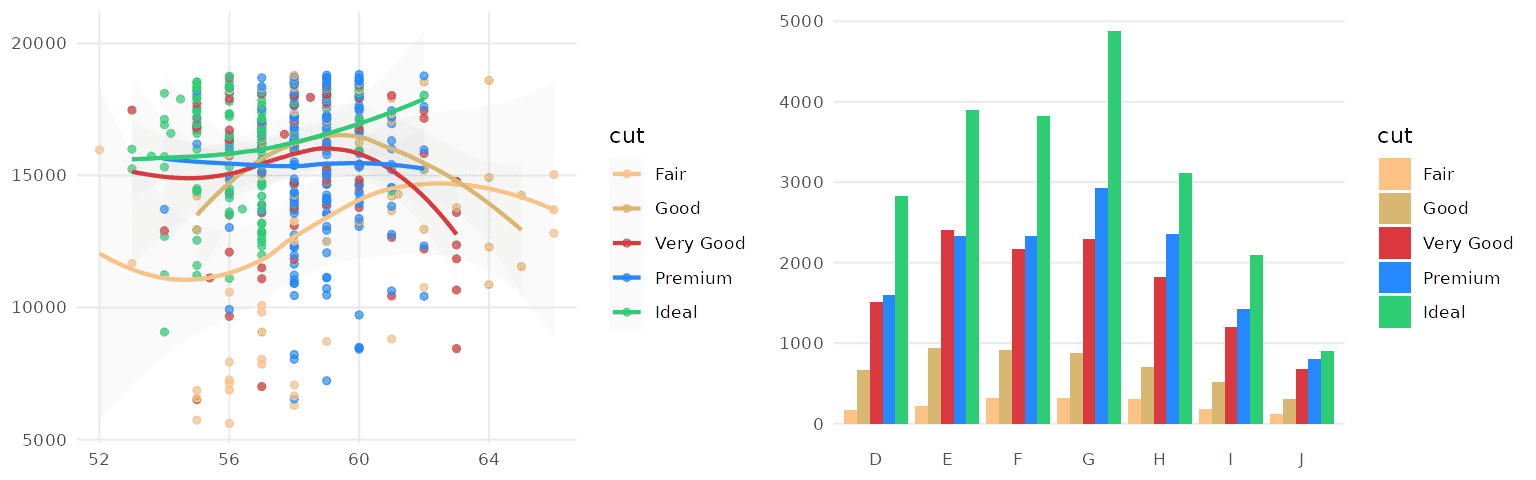 20000
15000
10000
5000
52 56 60 64
cut
Fair
Good
Very Good
Premium
Ideal
5000
4000
3000
2000
1000
0
D E F G H I J
cut
Fair
Good
Very Good
Premium
Ideal